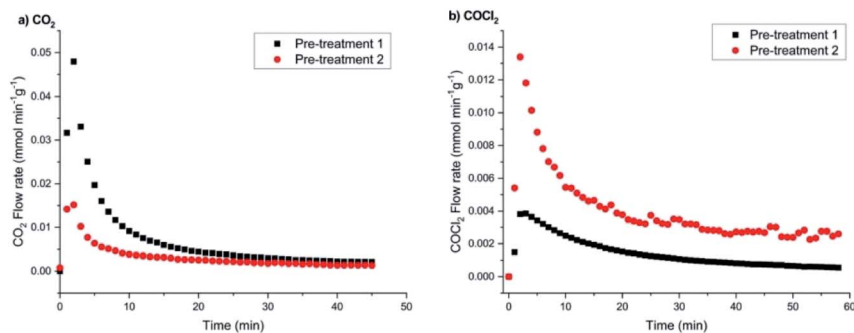 a) CO₂
Pre-treatment 1
Pre-treatment 2
CO₂ Flow rate (mmol min⁻¹g⁻¹)
0.05
0.04
0.03
0.02
0.01
0.00
0 10 20 30 40 50
Time (min)
b) COCl₂
Pre-treatment 1
Pre-treatment 2
COCl₂ Flow rate (mmol min⁻¹g⁻¹)
0.014
0.012
0.010
0.008
0.006
0.004
0.002
0.000
0 10 20 30 40 50 60
Time (min)